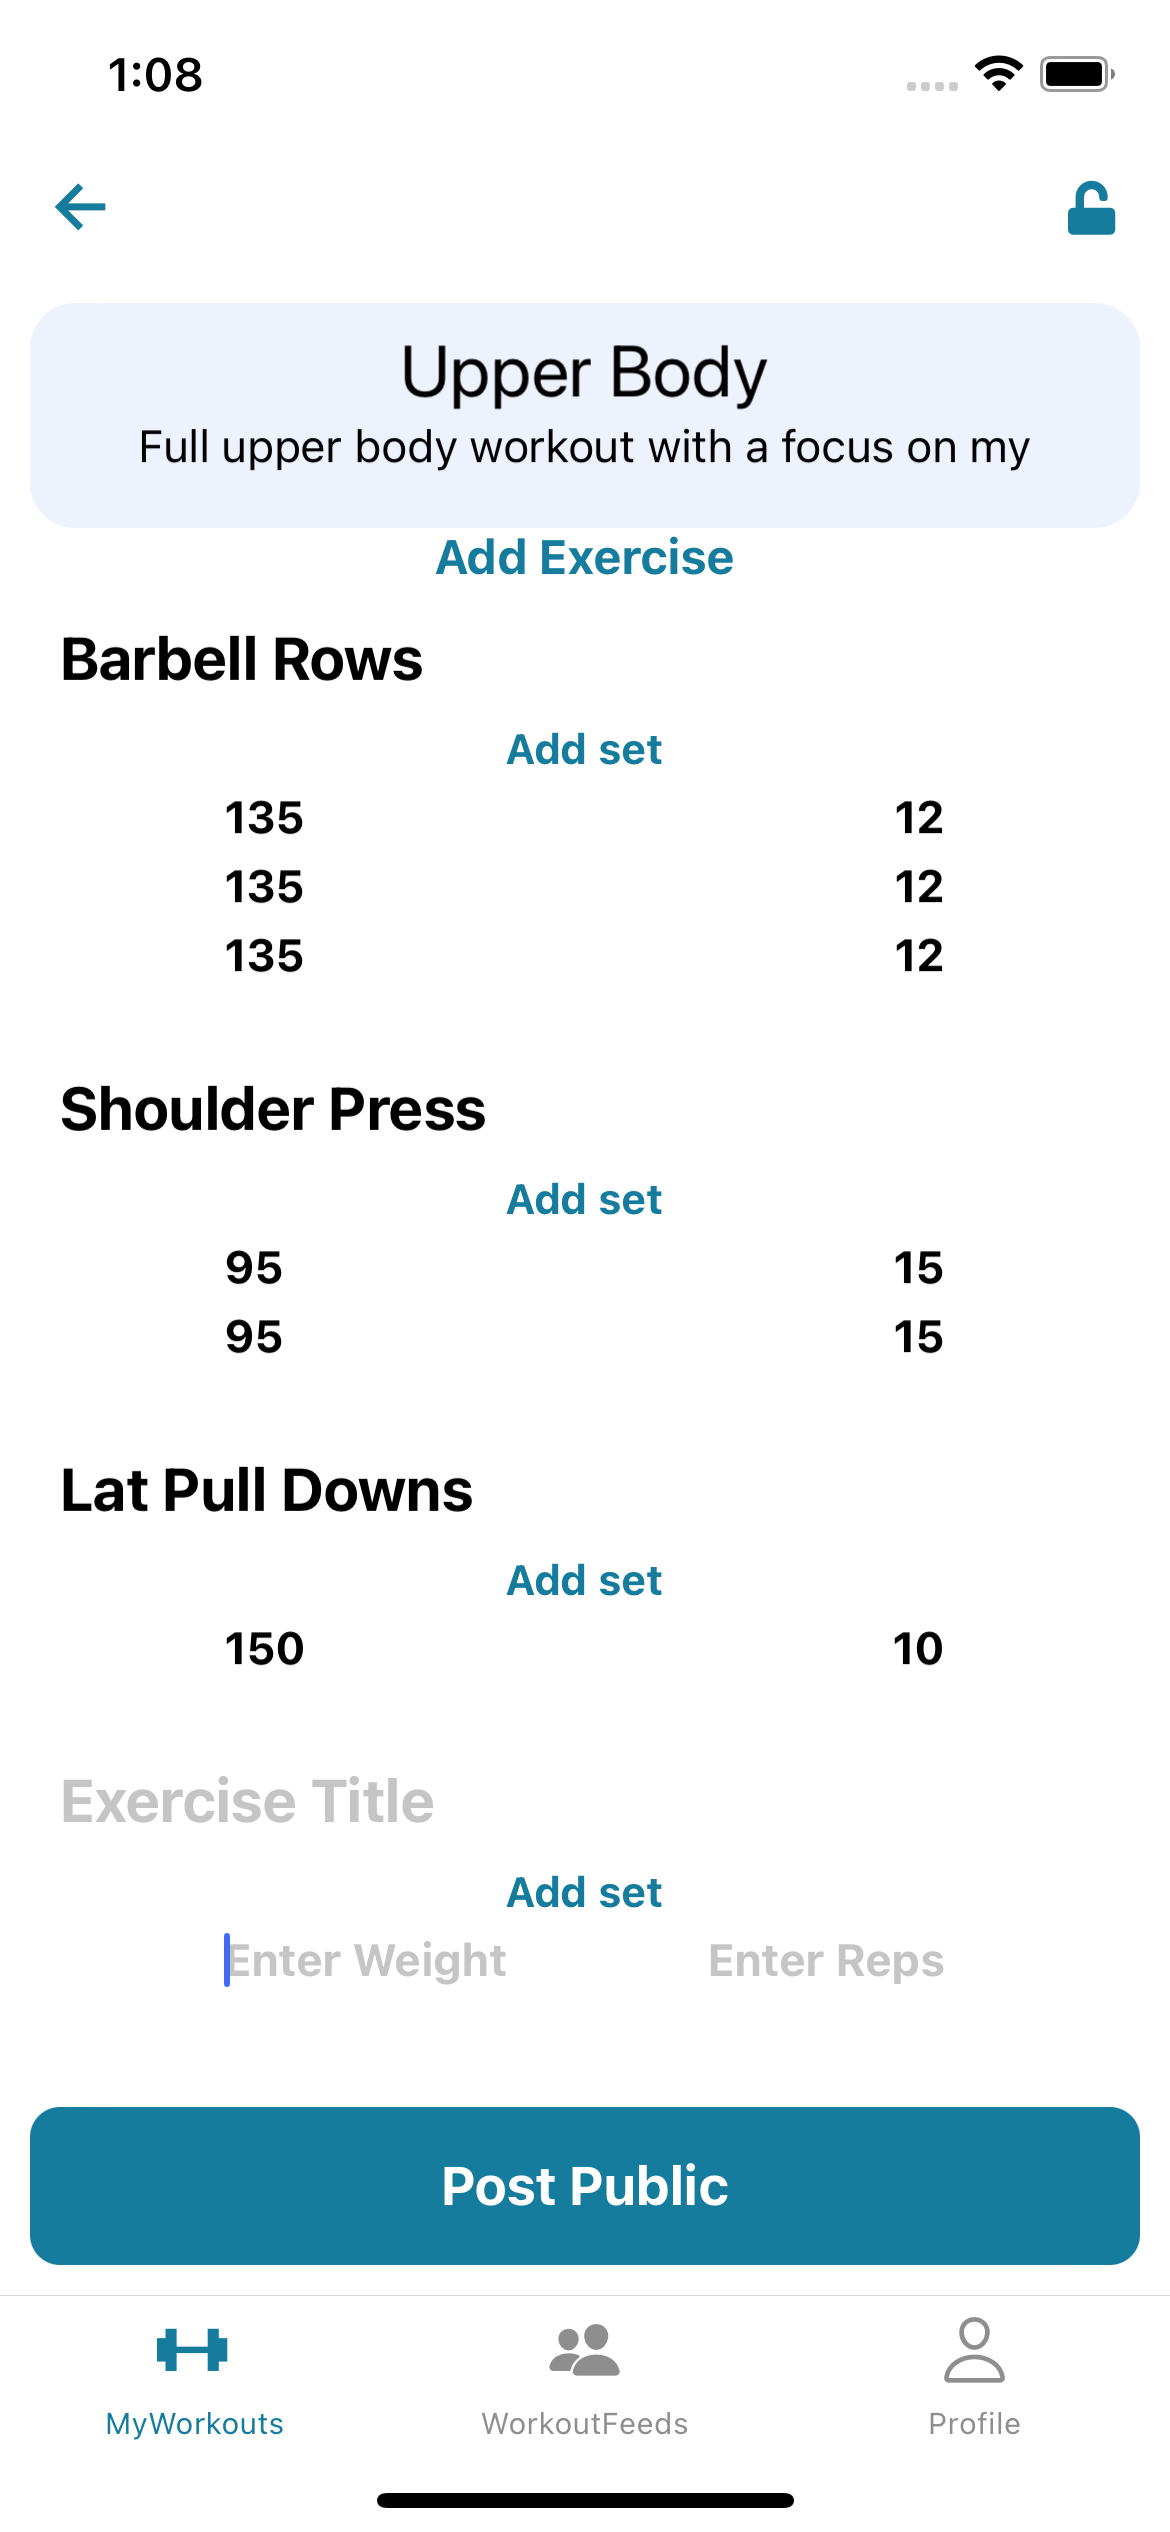 1:08
Upper Body
Full upper body workout with a focus on my
Add Exercise
Barbell Rows
Add set
135 12
135 12
135 12
Shoulder Press
Add set
95 15
95 15
Lat Pull Downs
Add set
150 10
Exercise Title
Add set
Enter Weight Enter Reps
Post Public
MyWorkouts WorkoutFeeds Profile